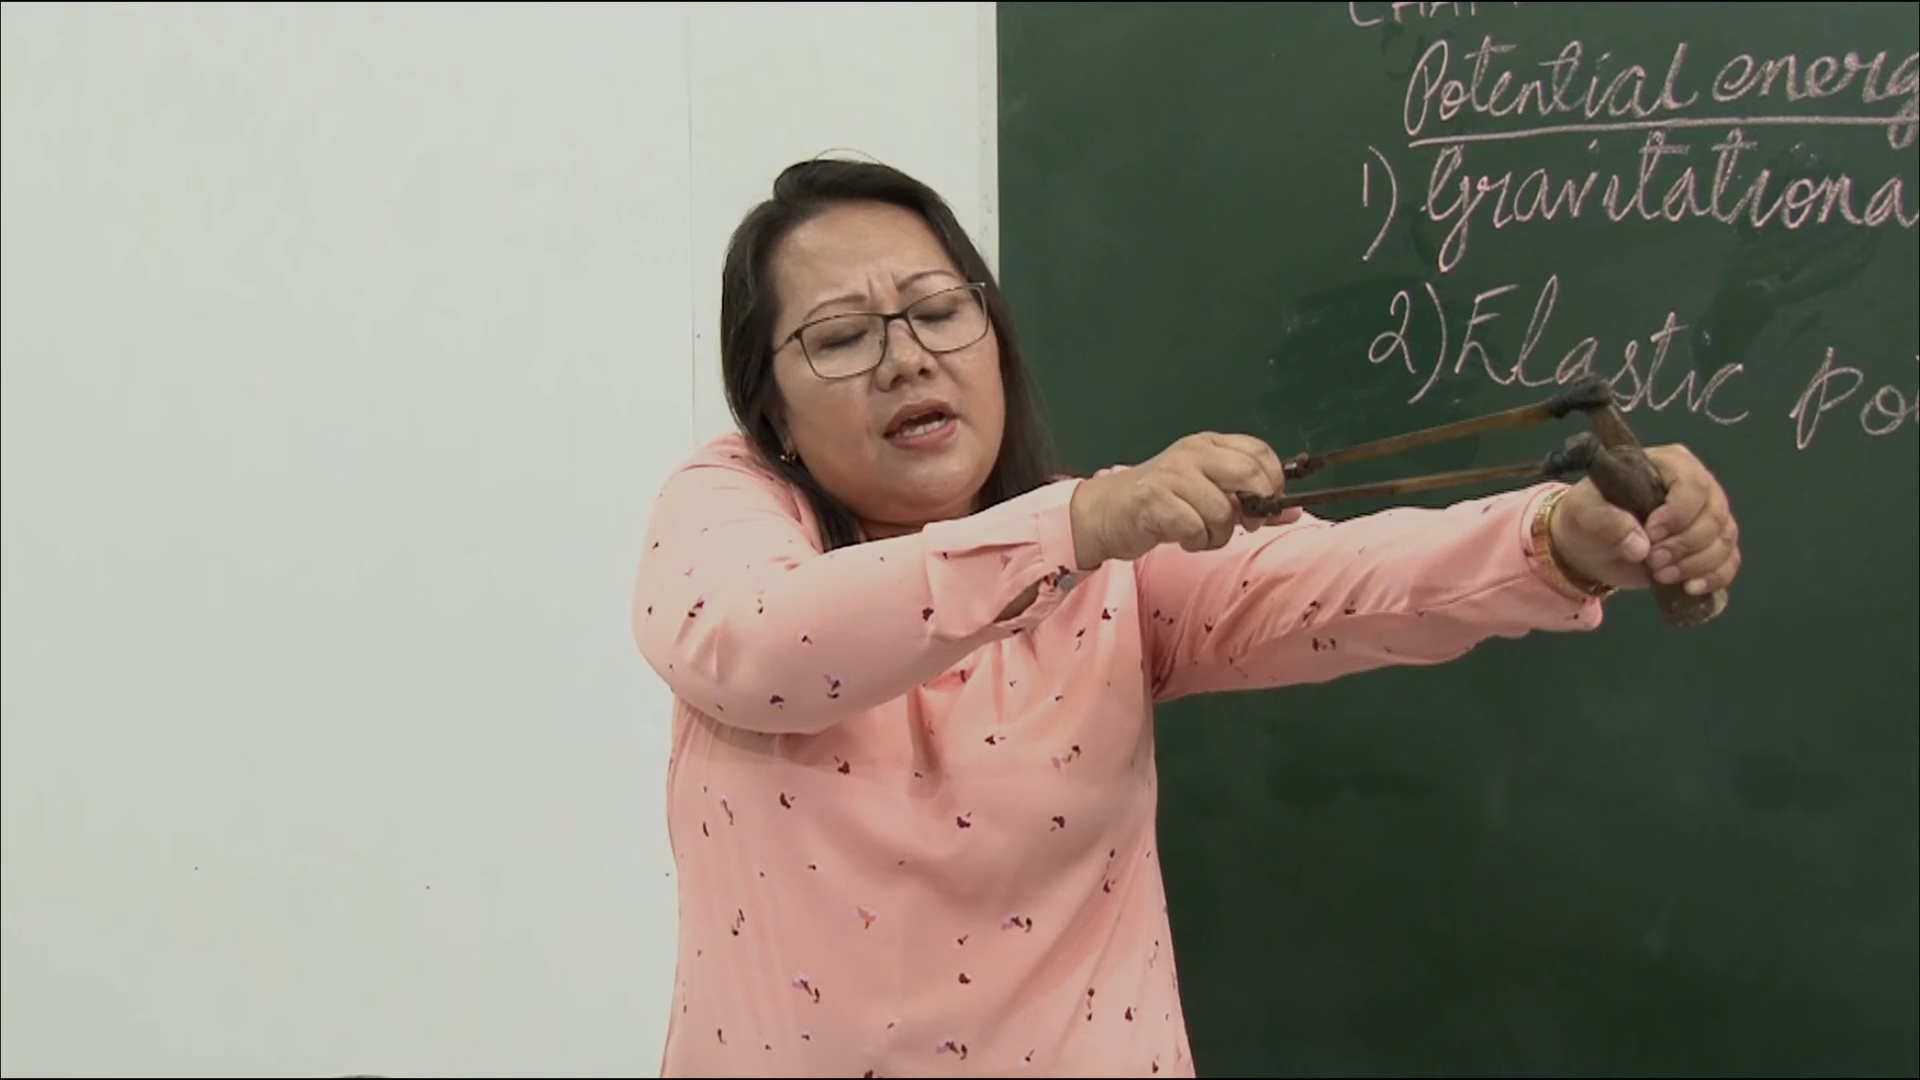 Potential energ
1) Gravitationa
2) Elastic Po